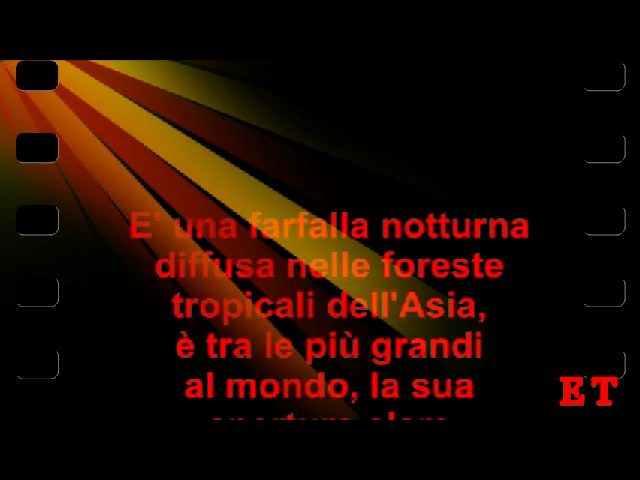 E' una farfalla notturna
diffusa nelle foreste
tropicali dell'Asia,
è tra le più grandi
al mondo, la sua
ET